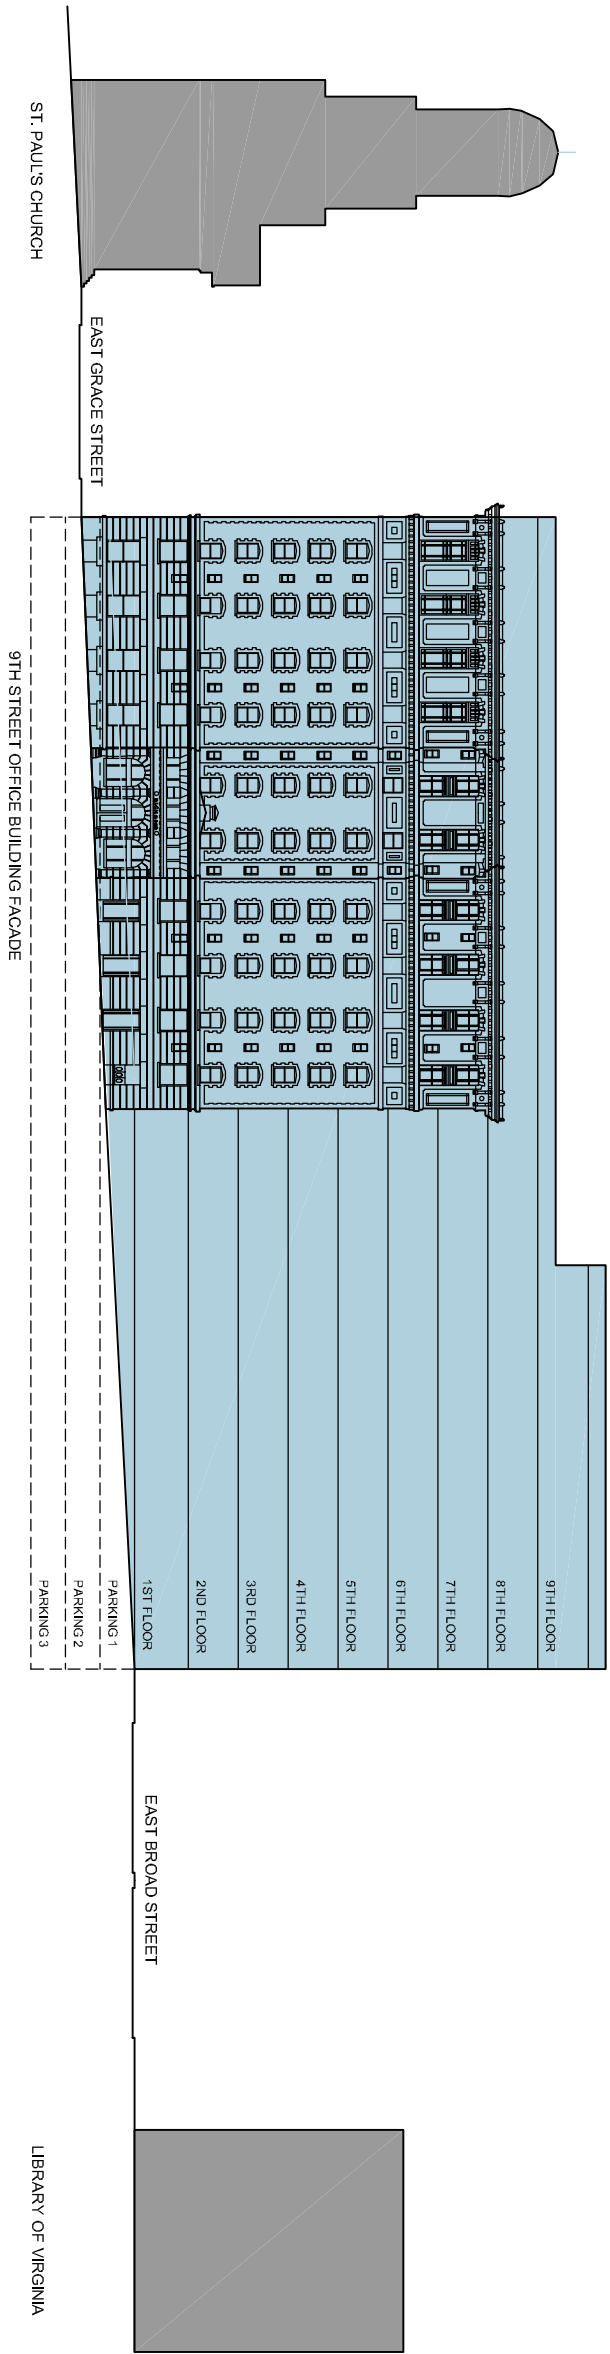 ST. PAUL'S CHURCH
EAST GRACE STREET
9TH STREET OFFICE BUILDING FACADE
9TH FLOOR
8TH FLOOR
7TH FLOOR
6TH FLOOR
5TH FLOOR
4TH FLOOR
3RD FLOOR
2ND FLOOR
1ST FLOOR
PARKING 1
PARKING 2
PARKING 3
EAST BROAD STREET
LIBRARY OF VIRGINIA